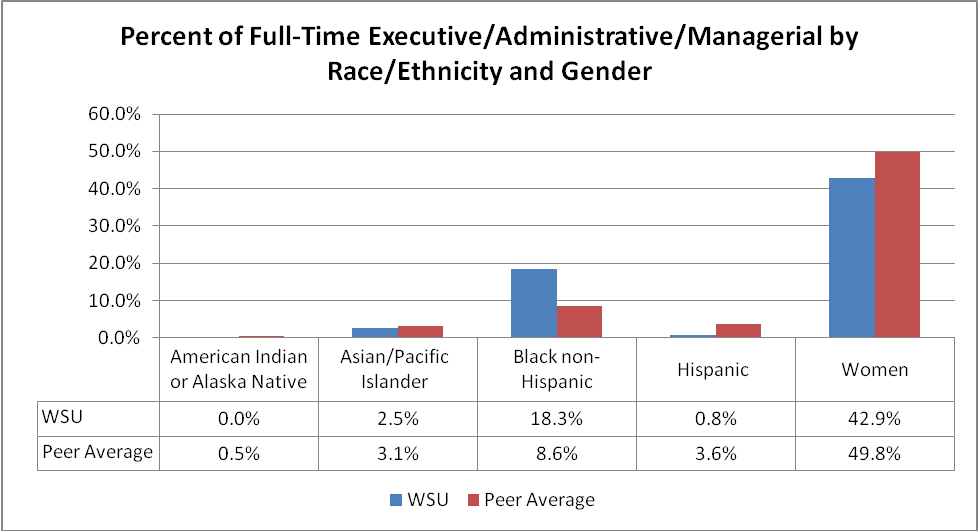 Percent of Full-Time Executive/Administrative/Managerial by
Race/Ethnicity and Gender
60.0%
50.0%
40.0%
30.0%
20.0%
10.0%
0.0%
American Indian
or Alaska Native
Asian/Pacific
Islander
Black non-
Hispanic
Hispanic
Women
WSU 0.0% 2.5% 18.3% 0.8% 42.9%
Peer Average 0.5% 3.1% 8.6% 3.6% 49.8%
WSU Peer Average